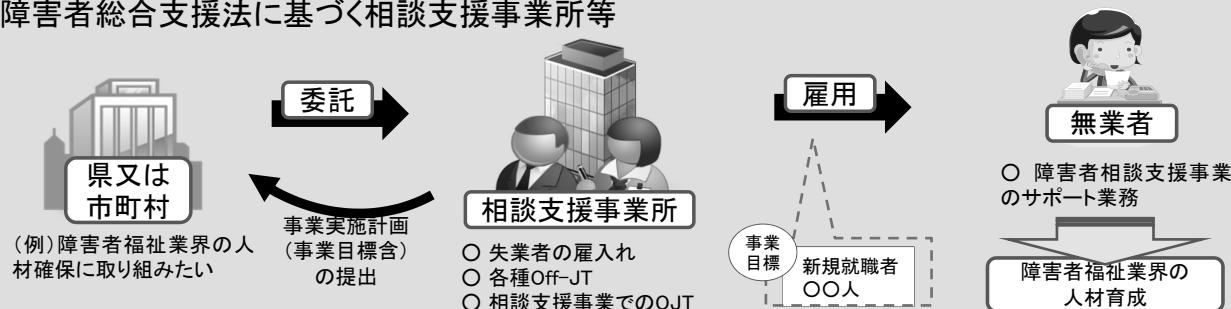 障害者総合支援法に基づく相談支援事業所等
委託
県又は
市町村
(例)障害者福祉業界の人
材確保に取り組みたい
事業実施計画
(事業目標含)
の提出
相談支援事業所
○ 失業者の雇入れ
○ 各種Off-JT
○ 相談支援事業でのOJT
雇用
事業
目標
新規就職者
○○人
無業者
○ 障害者相談支援事業
のサポート業務
障害者福祉業界の
人材育成